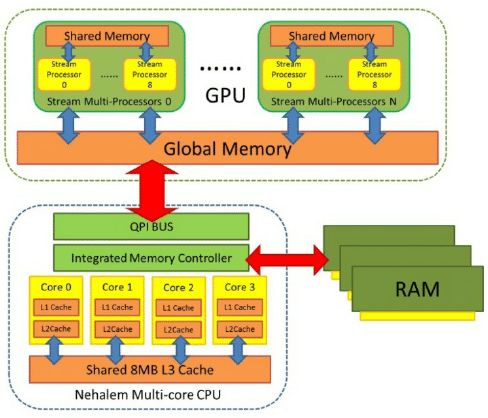 Shared Memory
Shared Memory
Stream Processor 0
......
Stream Processor 8
Stream Processor 0
......
Stream Processor 8
......
GPU
Stream Multi-Processors 0
Stream Multi-Processors N
Global Memory
QPI BUS
Integrated Memory Controller
RAM
Core 0
Core 1
Core 2
Core 3
L1 Cache
L1 Cache
L1 Cache
L1 Cache
L2Cache
L2Cache
L2Cache
L2Cache
Shared 8MB L3 Cache
Nehalem Multi-core CPU